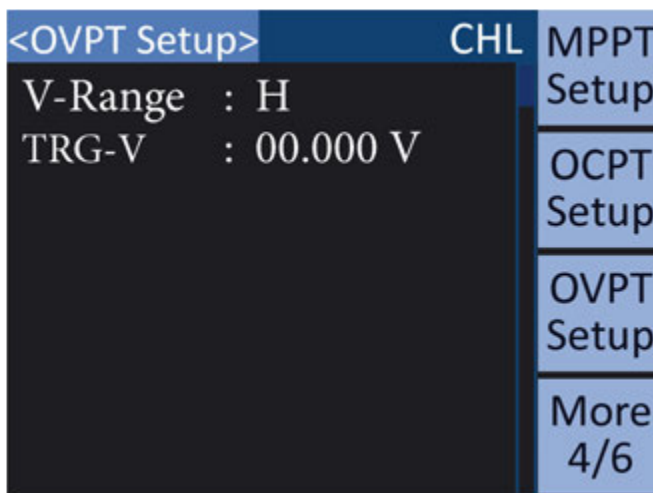 <OVPT Setup>
CHL
V-Range : H
TRG-V : 00.000 V
MPPT
Setup
OCPT
Setup
OVPT
Setup
More
4/6